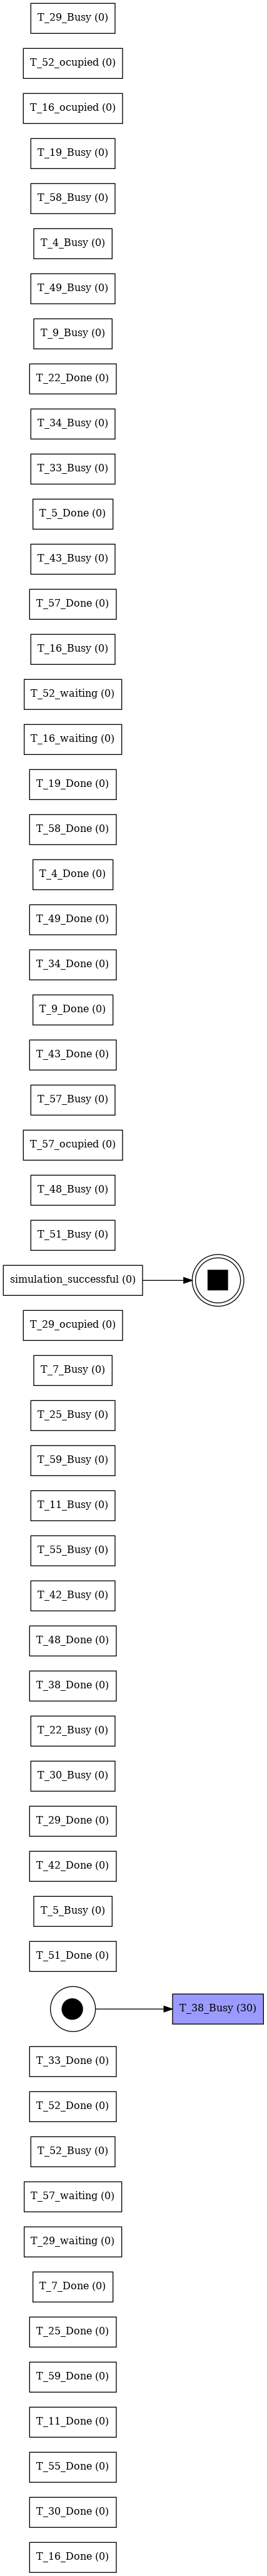 T_29_Busy (0)
T_52_ocupied (0)
T_16_ocupied (0)
T_19_Busy (0)
T_58_Busy (0)
T_4_Busy (0)
T_49_Busy (0)
T_9_Busy (0)
T_22_Done (0)
T_34_Busy (0)
T_33_Busy (0)
T_5_Done (0)
T_43_Busy (0)
T_57_Done (0)
T_16_Busy (0)
T_52_waiting (0)
T_16_waiting (0)
T_19_Done (0)
T_58_Done (0)
T_4_Done (0)
T_49_Done (0)
T_34_Done (0)
T_9_Done (0)
T_43_Done (0)
T_57_Busy (0)
T_57_ocupied (0)
T_48_Busy (0)
T_51_Busy (0)
simulation_successful (0)
T_29_ocupied (0)
T_7_Busy (0)
T_25_Busy (0)
T_59_Busy (0)
T_11_Busy (0)
T_55_Busy (0)
T_42_Busy (0)
T_48_Done (0)
T_38_Done (0)
T_22_Busy (0)
T_30_Busy (0)
T_29_Done (0)
T_42_Done (0)
T_5_Busy (0)
T_51_Done (0)
T_38_Busy (30)
T_33_Done (0)
T_52_Done (0)
T_52_Busy (0)
T_57_waiting (0)
T_29_waiting (0)
T_7_Done (0)
T_25_Done (0)
T_59_Done (0)
T_11_Done (0)
T_55_Done (0)
T_30_Done (0)
T_16_Done (0)